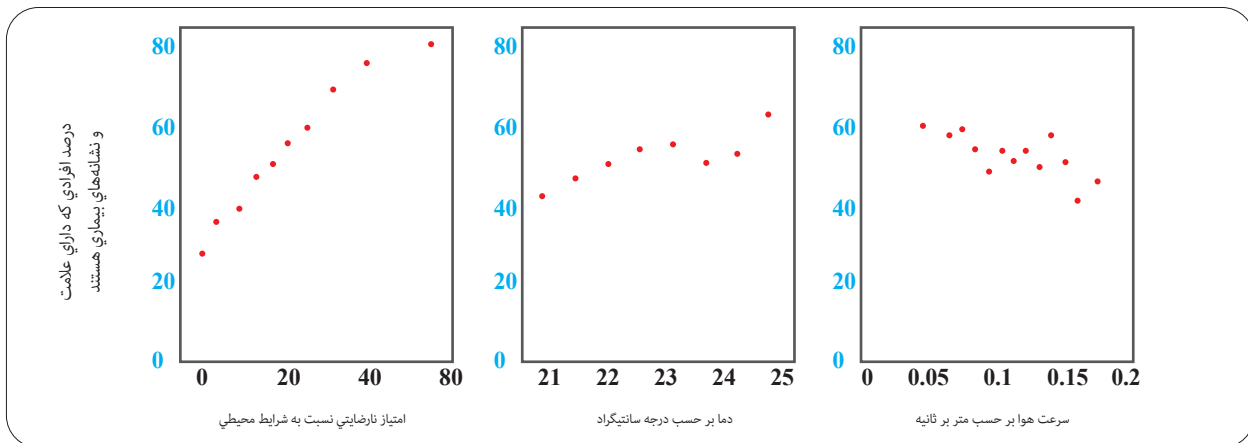 درصد افرادي که داراي علامت
و نشانه‌هاي بيماري هستند
80
60
40
20
0
0 20 40 80
امتياز نارضايتي نسبت به شرايط محيطي
80
60
40
20
0
21 22 23 24 25
دما بر حسب درجه سانتيگراد
80
60
40
20
0
0 0.05 0.1 0.15 0.2
سرعت هوا بر حسب متر بر ثانيه